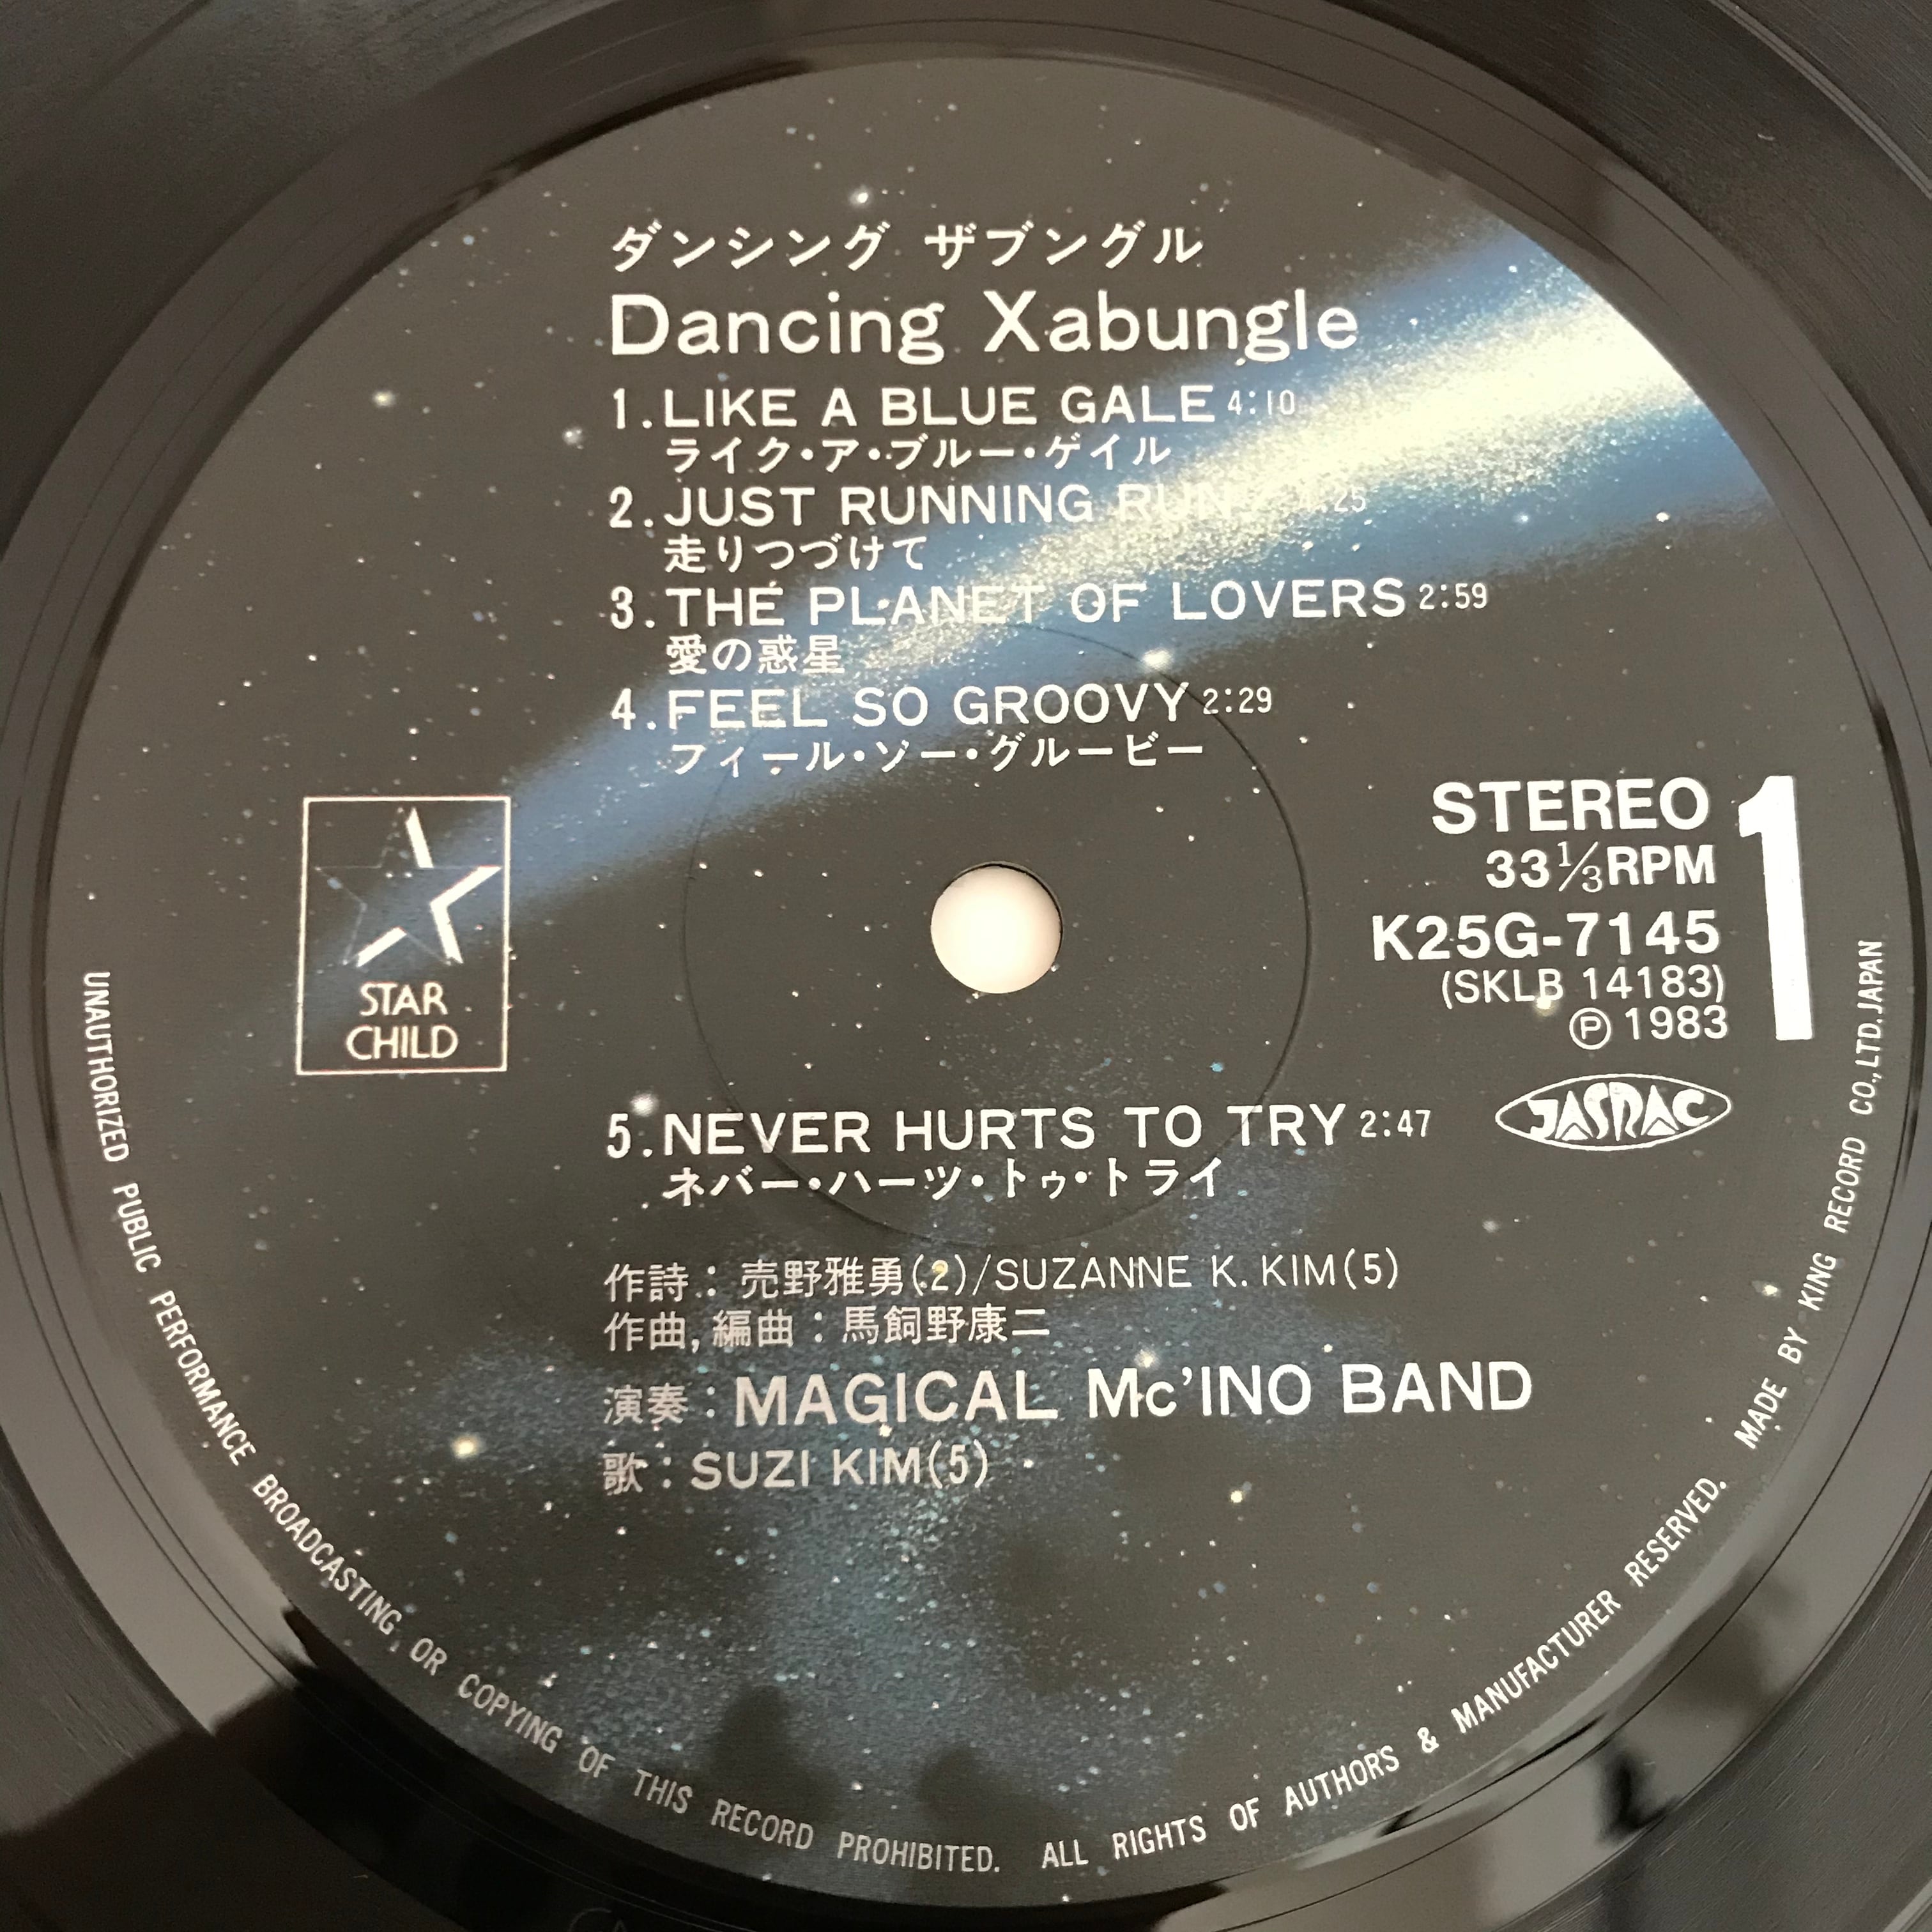 ダンシング ザブングル
Dancing Xabungle
1.LIKE A BLUE GALE 4:10
ライク・ア・ブルー・ゲイル
2.JUST RUNNING RUN
走りつづけて
3.THE PLANET OF LOVERS 2:59
愛の惑星
4.FEEL SO GROOVY 2:29
フィール・ソー・グルービー
STAR
CHILD
STEREO
33 1/3 RPM
K25G-7145
(SKLB 14183)
Ⓟ 1983
1
JASRAC
5.NEVER HURTS TO TRY 2:47
ネバー・ハーツ・トゥ・トライ
作詩：売野雅勇(2)/SUZANNE K. KIM(5)
作曲,編曲：馬飼野康二
演奏：MAGICAL Mc'INO BAND
歌：SUZI KIM(5)
UNAUTHORIZED PUBLIC PERFORMANCE BROADCASTING OR COPYING OF THIS RECORD PROHIBITED. ALL RIGHTS OF AUTHORS & MANUFACTURER RESERVED. MADE BY KING RECORD CO., LTD. JAPAN